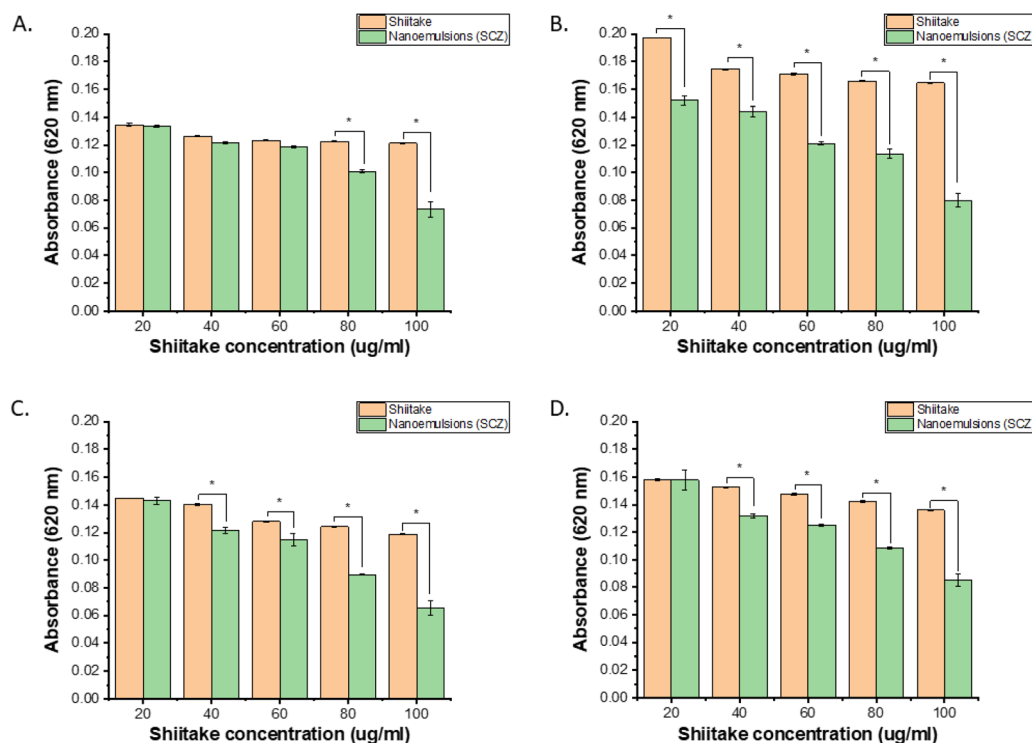 A.
Shiitake
Nanoemulsions (SCZ)
Absorbance (620 nm)
0.20
0.18
0.16
0.14
0.12
0.10
0.08
0.06
0.04
0.02
0.00
* *
20 40 60 80 100
Shiitake concentration (ug/ml)
B.
Shiitake
Nanoemulsions (SCZ)
Absorbance (620 nm)
0.20
0.18
0.16
0.14
0.12
0.10
0.08
0.06
0.04
0.02
0.00
* * * * *
20 40 60 80 100
Shiitake concentration (ug/ml)
C.
Shiitake
Nanoemulsions (SCZ)
Absorbance (620 nm)
0.20
0.18
0.16
0.14
0.12
0.10
0.08
0.06
0.04
0.02
0.00
* * * *
20 40 60 80 100
Shiitake concentration (ug/ml)
D.
Shiitake
Nanoemulsions (SCZ)
Absorbance (620 nm)
0.20
0.18
0.16
0.14
0.12
0.10
0.08
0.06
0.04
0.02
0.00
* * * *
20 40 60 80 100
Shiitake concentration (ug/ml)